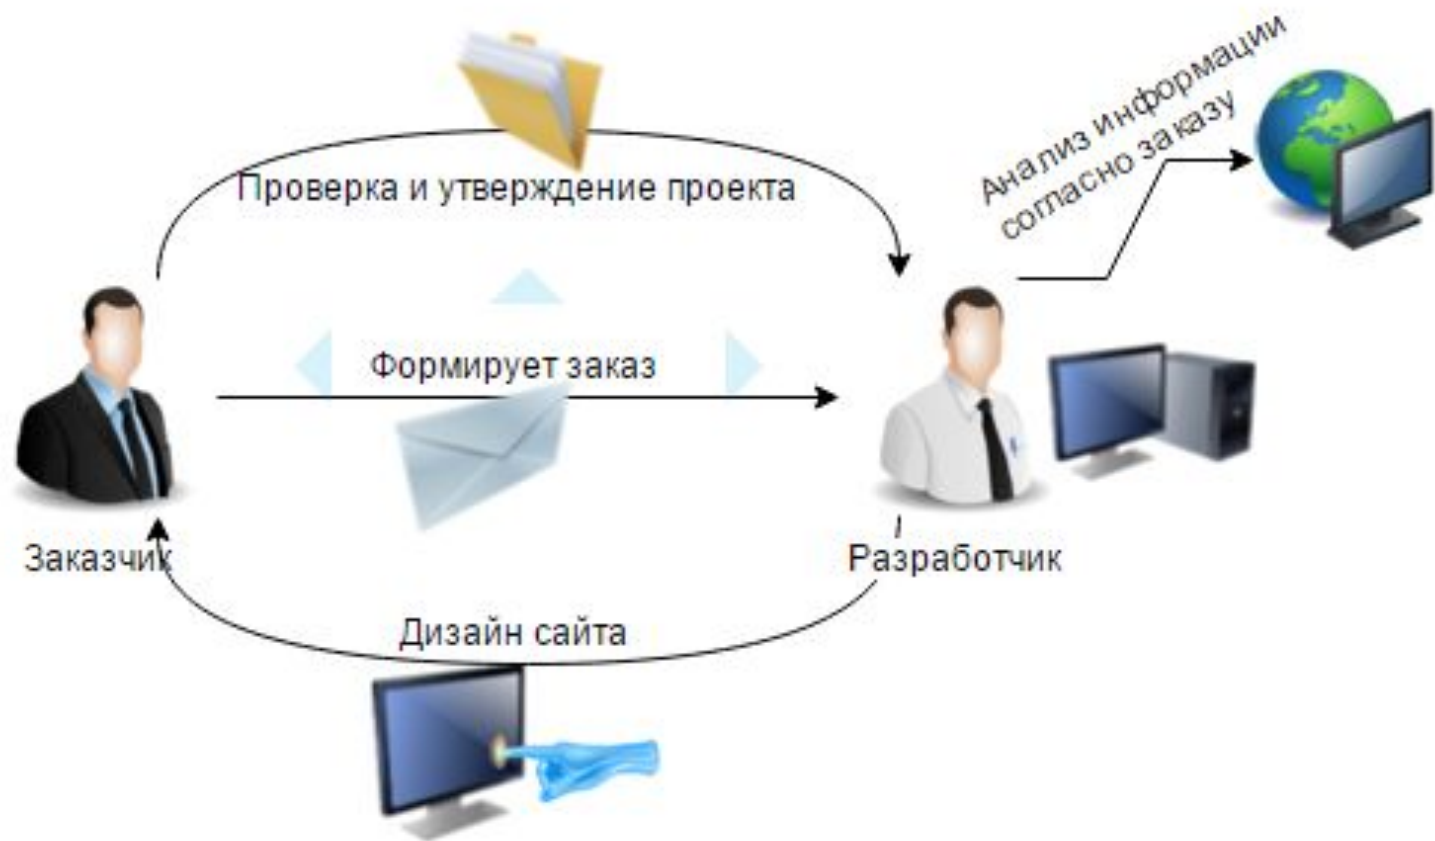 Анализ информации
согласно заказу
Проверка и утверждение проекта
Формирует заказ
Заказчик
Разработчик
Дизайн сайта